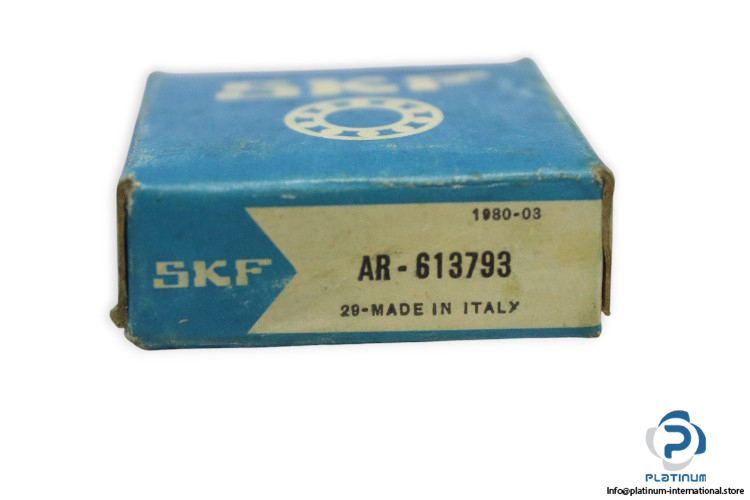 SKF
1980-03
SKF
AR-613793
29-MADE IN ITALY
PLATINUM
Info@platinum-international.store